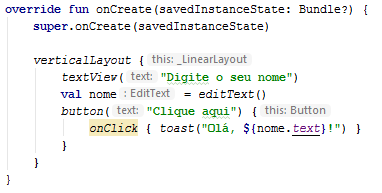 override fun onCreate(savedInstanceState: Bundle?) {
super.onCreate(savedInstanceState)
verticalLayout { this: _LinearLayout
textView( text: "Digite o seu nome")
val nome : EditText = editText()
button( text: "Clique aqui") { this: Button
onClick { toast("Olá, ${nome.text}!") }
}
}
}